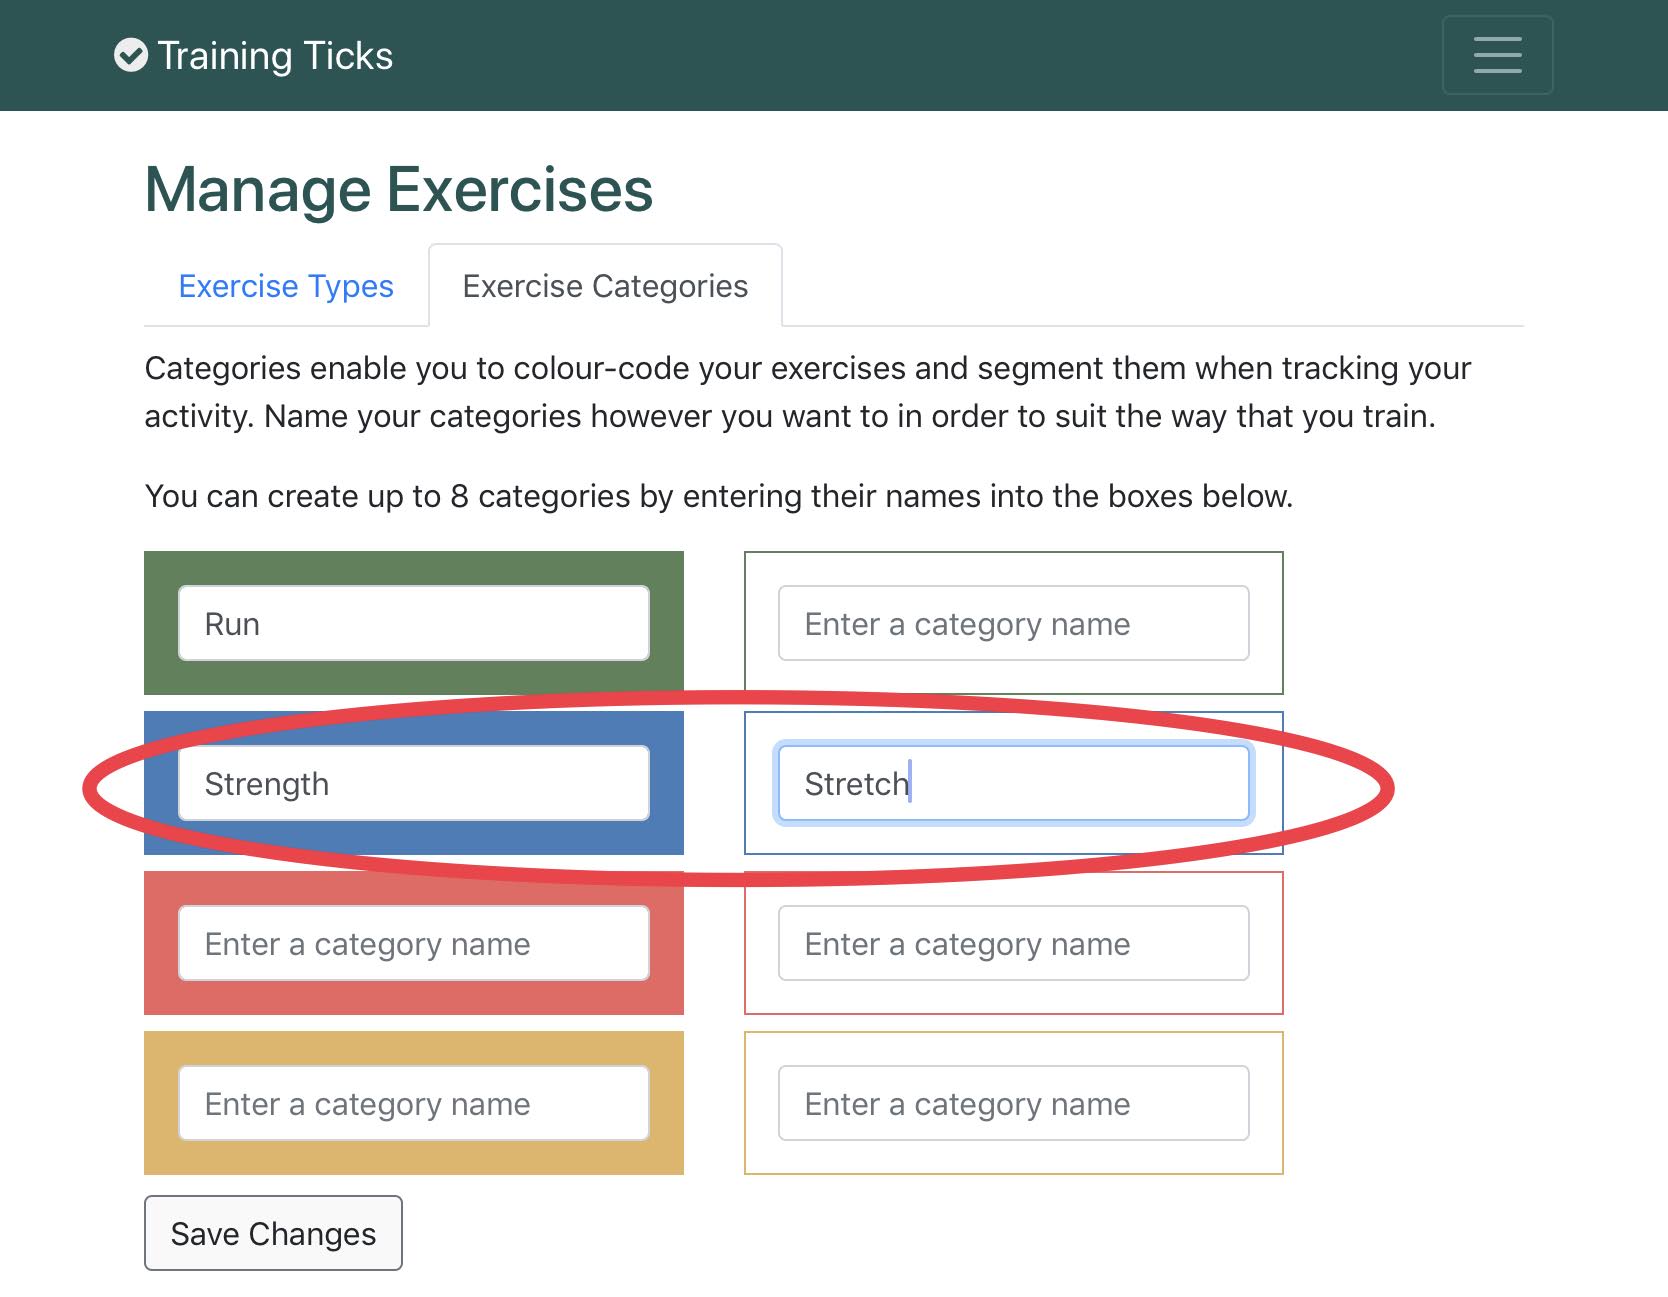 Training Ticks
Manage Exercises
Exercise Types
Exercise Categories
Categories enable you to colour-code your exercises and segment them when tracking your
activity. Name your categories however you want to in order to suit the way that you train.
You can create up to 8 categories by entering their names into the boxes below.
Run
Enter a category name
Strength
Stretch
Enter a category name
Enter a category name
Enter a category name
Enter a category name
Save Changes